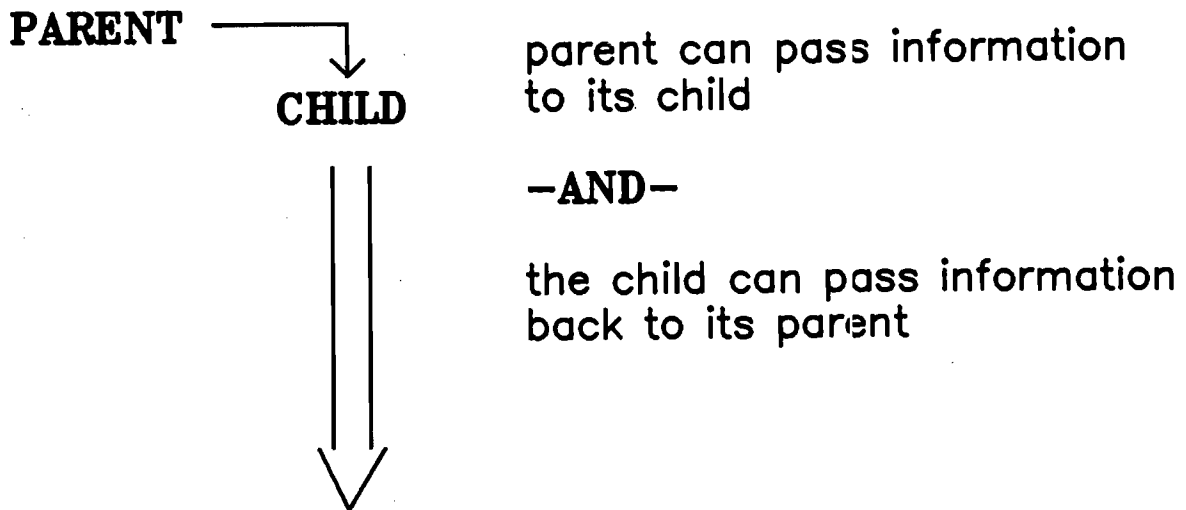 PARENT
CHILD
parent can pass information
to its child
-AND-
the child can pass information
back to its parent